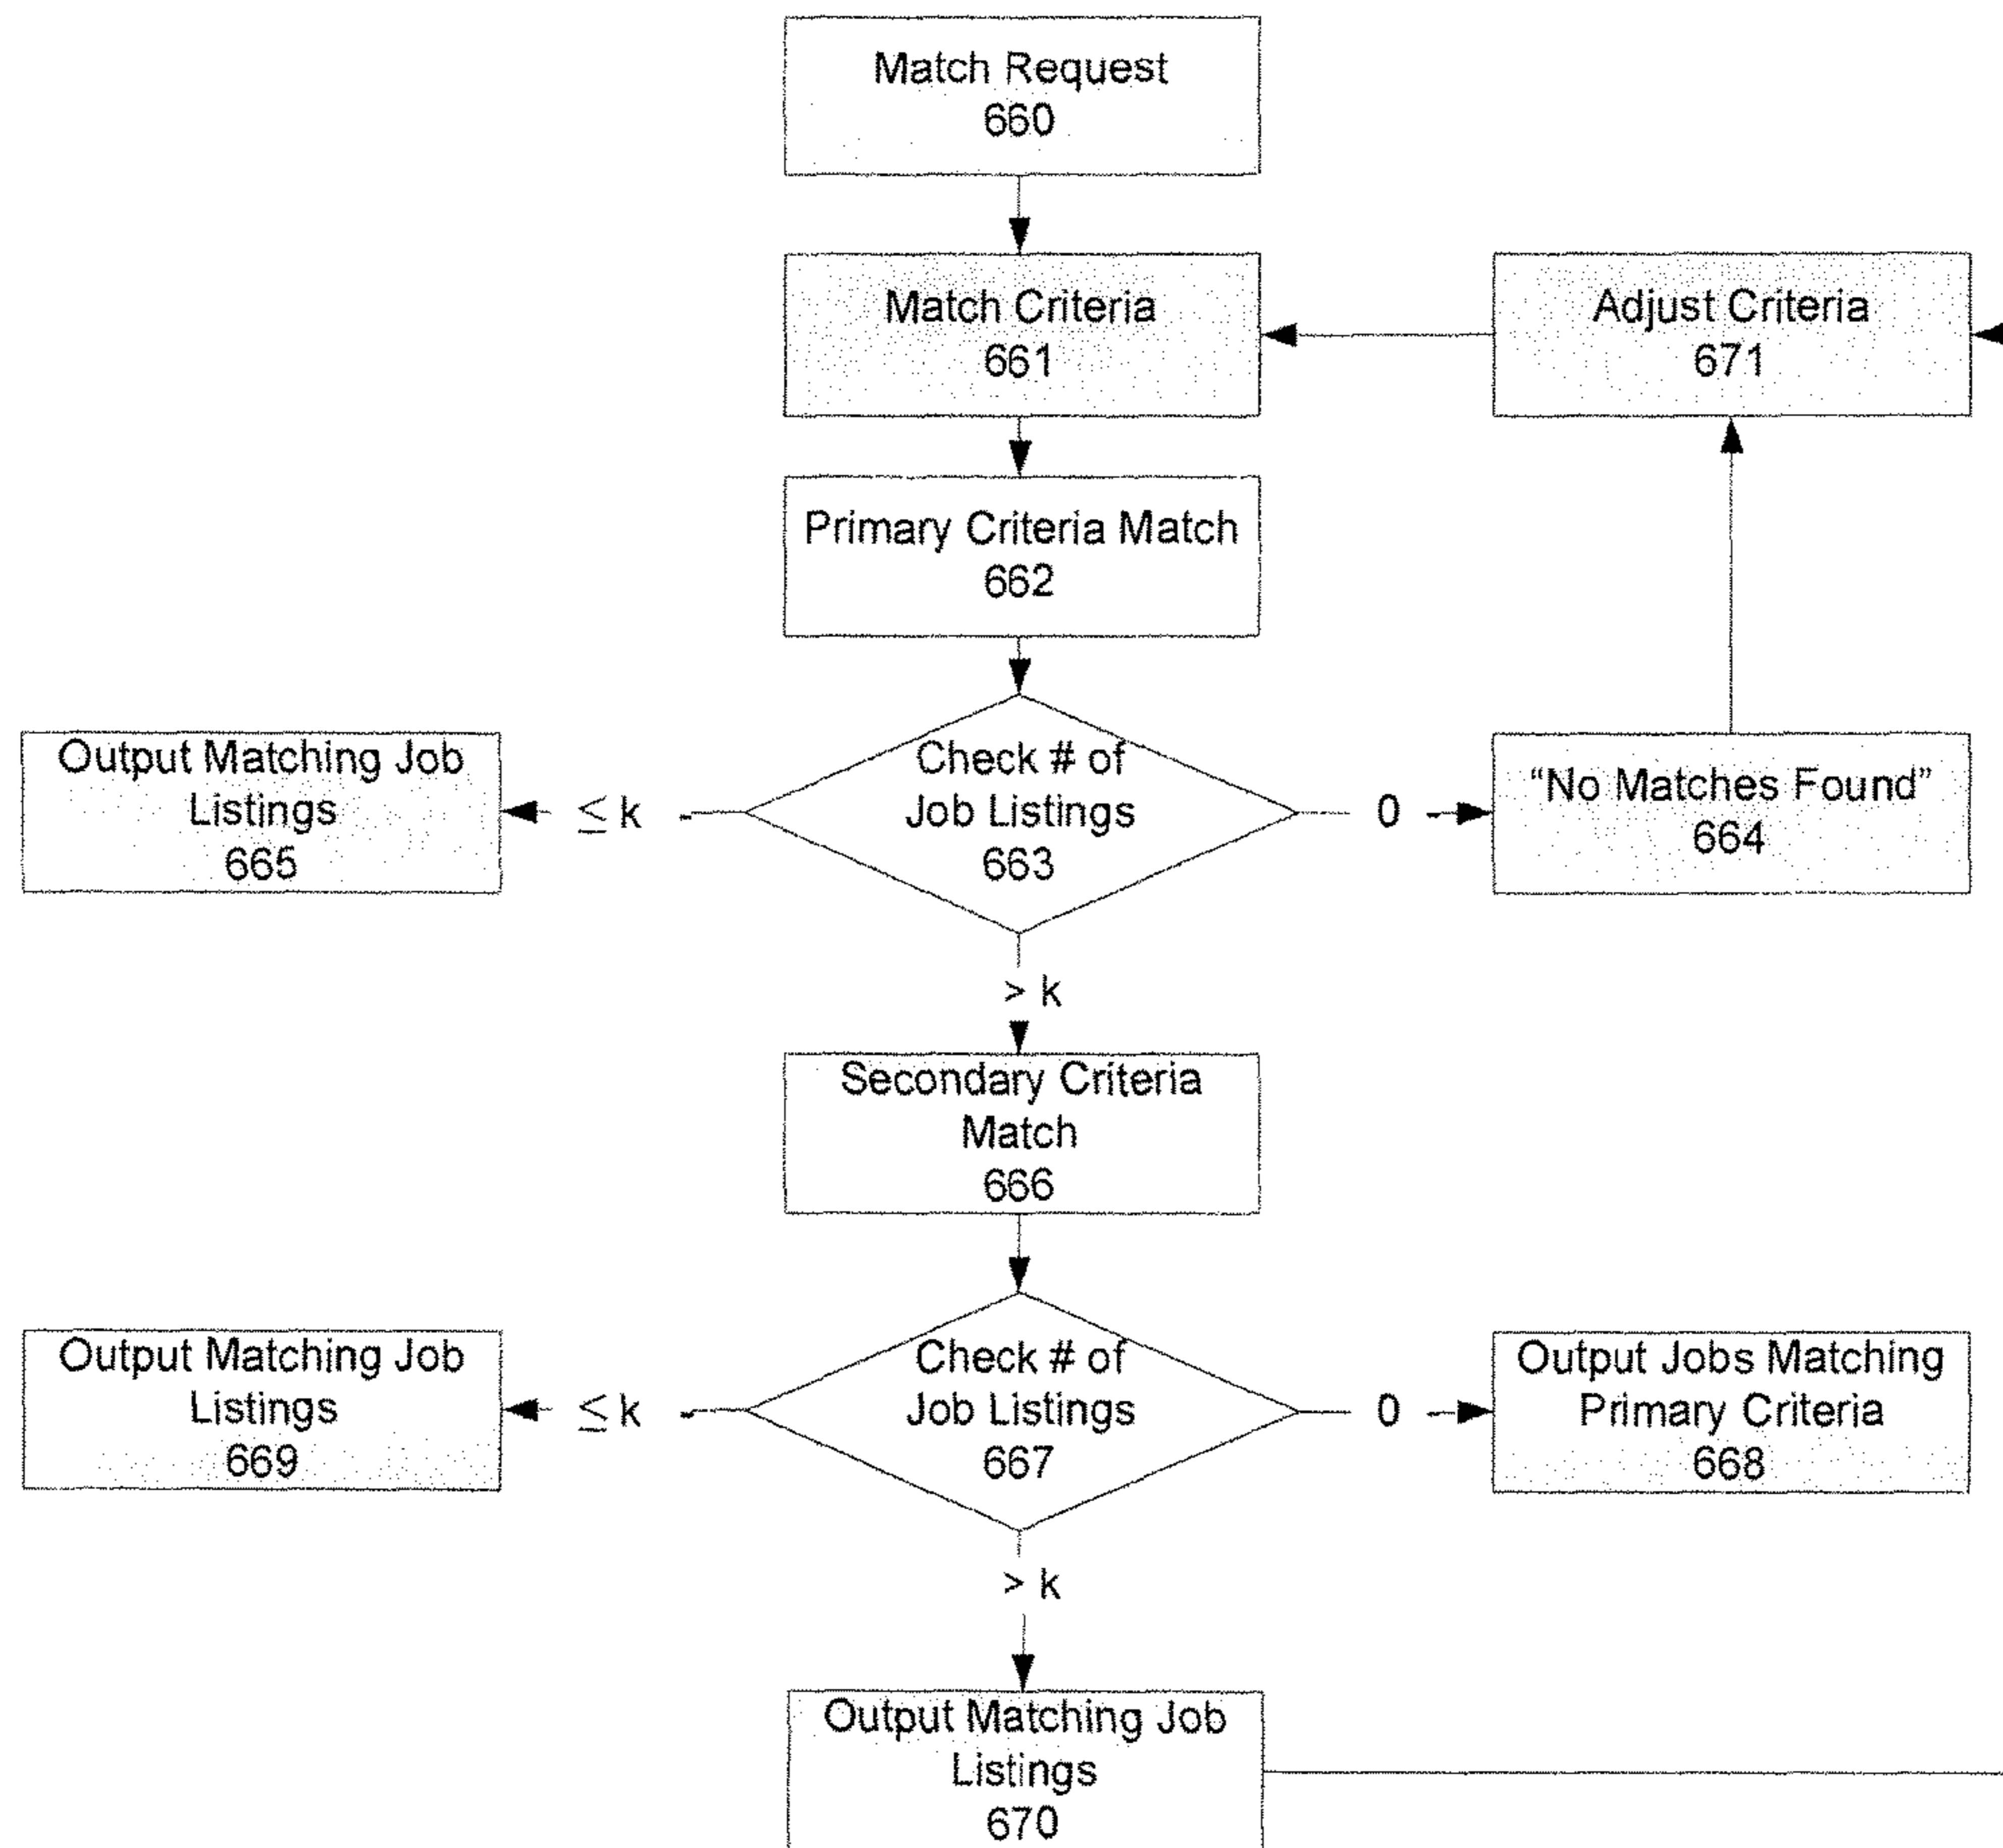 Match Request
660
Match Criteria
661
Adjust Criteria
671
Primary Criteria Match
662
Output Matching Job
Listings
665
≤ k
Check # of
Job Listings
663
0
“No Matches Found”
664
> k
Secondary Criteria
Match
666
Output Matching Job
Listings
669
≤ k
Check # of
Job Listings
667
0
Output Jobs Matching
Primary Criteria
668
> k
Output Matching Job
Listings
670